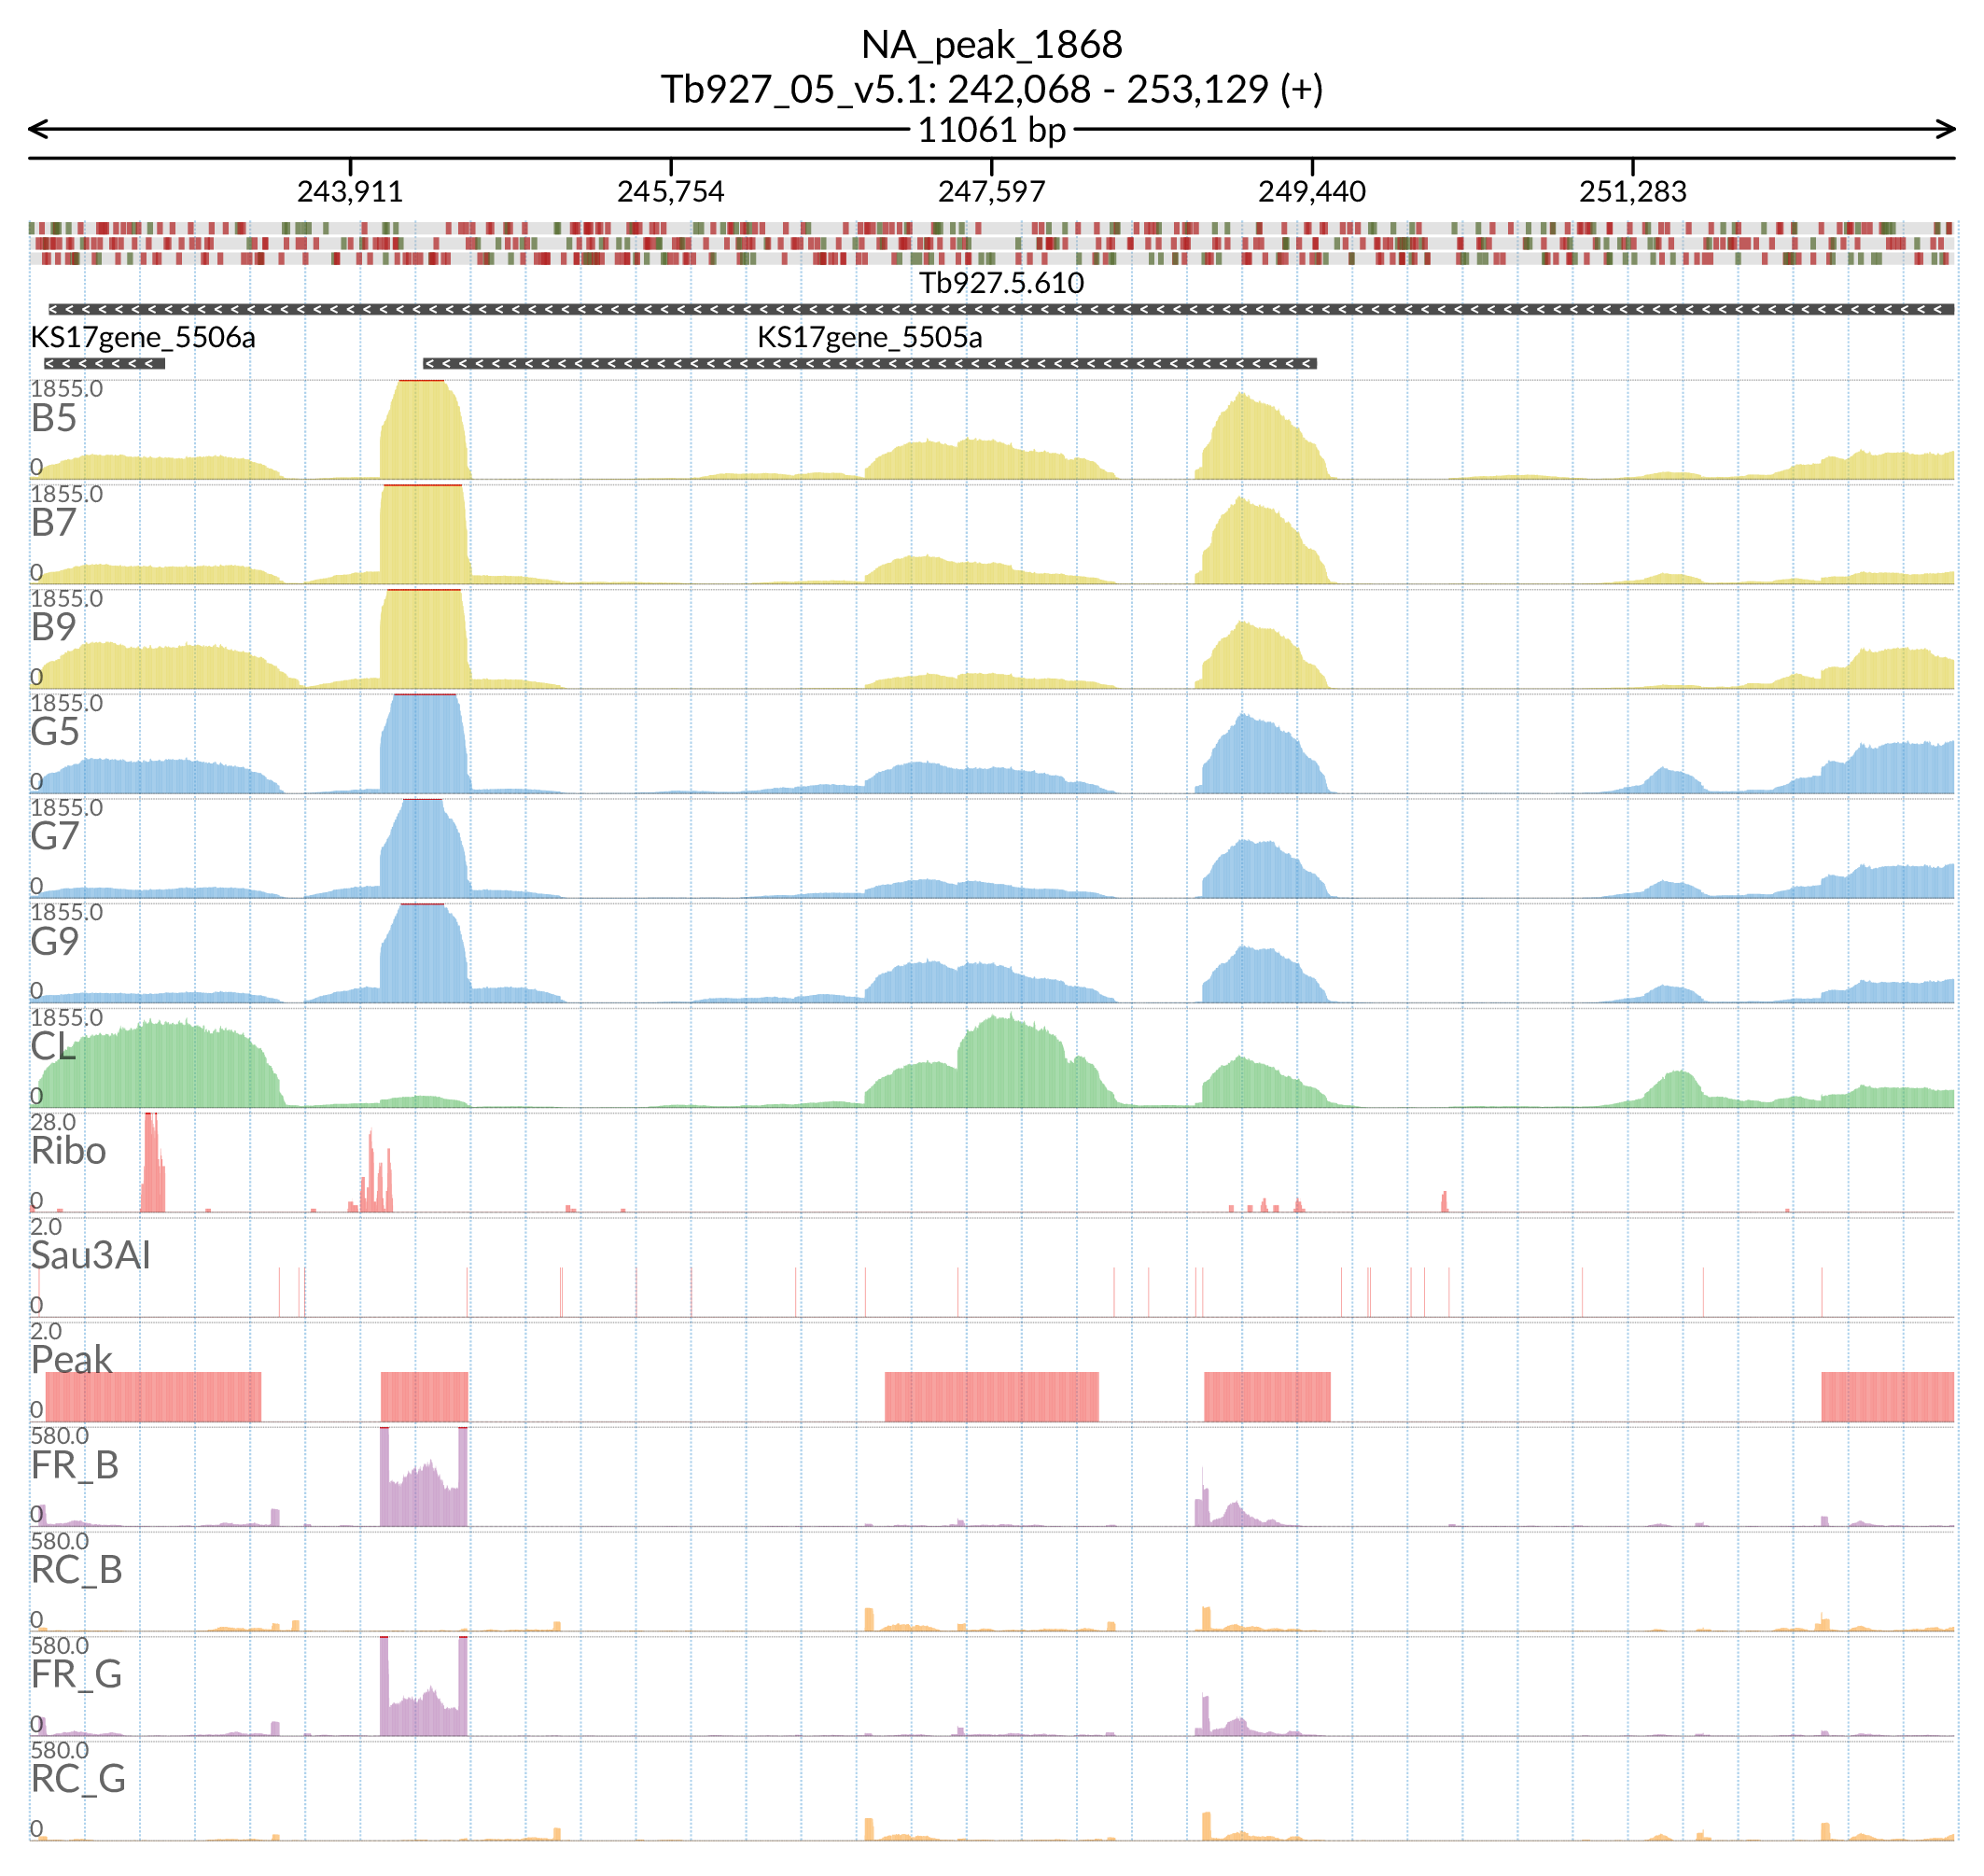 NA_peak_1868
Tb927_05_v5.1: 242,068 - 253,129 (+)
11061 bp
243,911 245,754 247,597 249,440 251,283
Tb927.5.610
KS17gene_5506a KS17gene_5505a
1855.0
B5
0
1855.0
B7
0
1855.0
B9
0
1855.0
G5
0
1855.0
G7
0
1855.0
G9
0
1855.0
CL
0
28.0
Ribo
0
2.0
Sau3AI
0
2.0
Peak
0
580.0
FR_B
0
580.0
RC_B
0
580.0
FR_G
0
580.0
RC_G
0